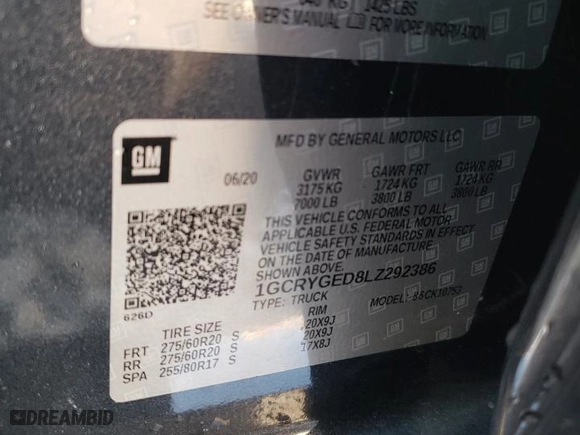 640 KG 1425 LBS
SEE OWNER'S MANUAL FOR MORE INFORMATION
GM
MFD BY GENERAL MOTORS LLC
06/20 GVWR GAWR FRT GAWR RR
3175 KG 1724 KG 1724 KG
7000 LB 3800 LB 3800 LB
THIS VEHICLE CONFORMS TO ALL
APPLICABLE U.S. FEDERAL MOTOR
VEHICLE SAFETY STANDARDS IN EFFECT
ON THE DATE OF MANUFACTURE
SHOWN ABOVE.
1GCRYGED8LZ292386
TYPE: TRUCK MODEL:
626D
TIRE SIZE RIM
FRT 275/60R20 S 20X9J
RR 275/60R20 S 20X9J
SPA 255/80R17 S 17X8J
DREAMBID